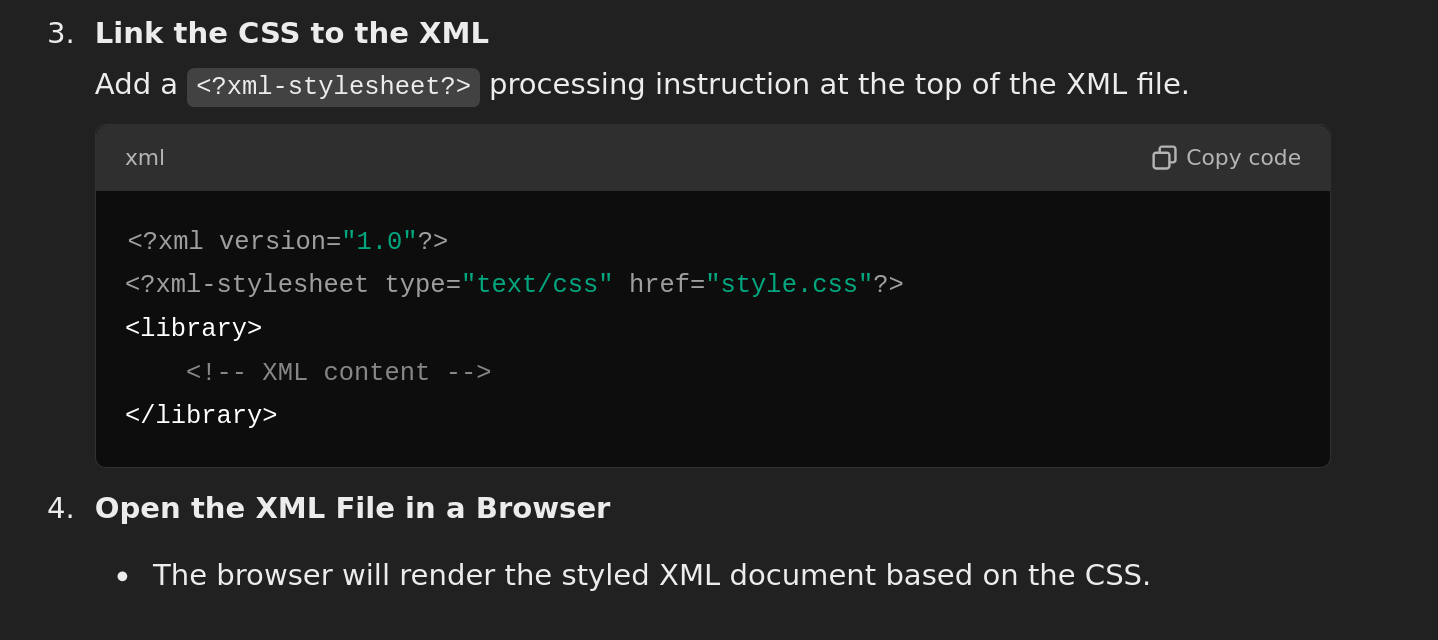 3. Link the CSS to the XML
Add a <?xml-stylesheet?> processing instruction at the top of the XML file.
xml Copy code
<?xml version="1.0"?>
<?xml-stylesheet type="text/css" href="style.css"?>
<library>
    <!-- XML content -->
</library>
4. Open the XML File in a Browser
• The browser will render the styled XML document based on the CSS.